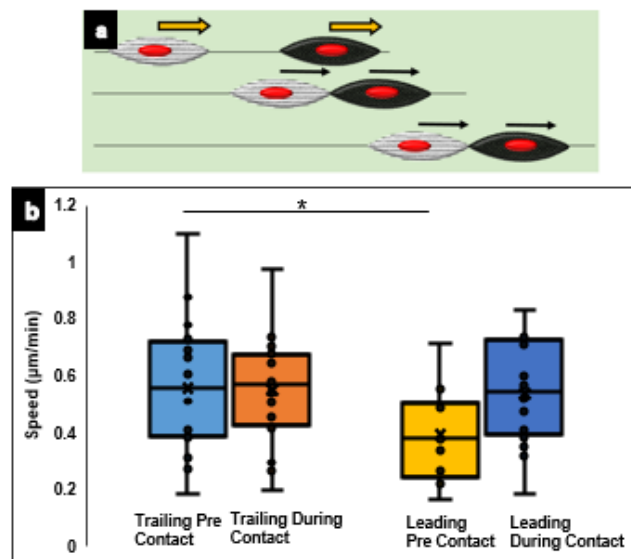 a
b
*
1.2
1
0.8
0.6
0.4
0.2
0
Speed (µm/min)
Trailing Pre
Contact
Trailing During
Contact
Leading
Pre Contact
Leading
During Contact